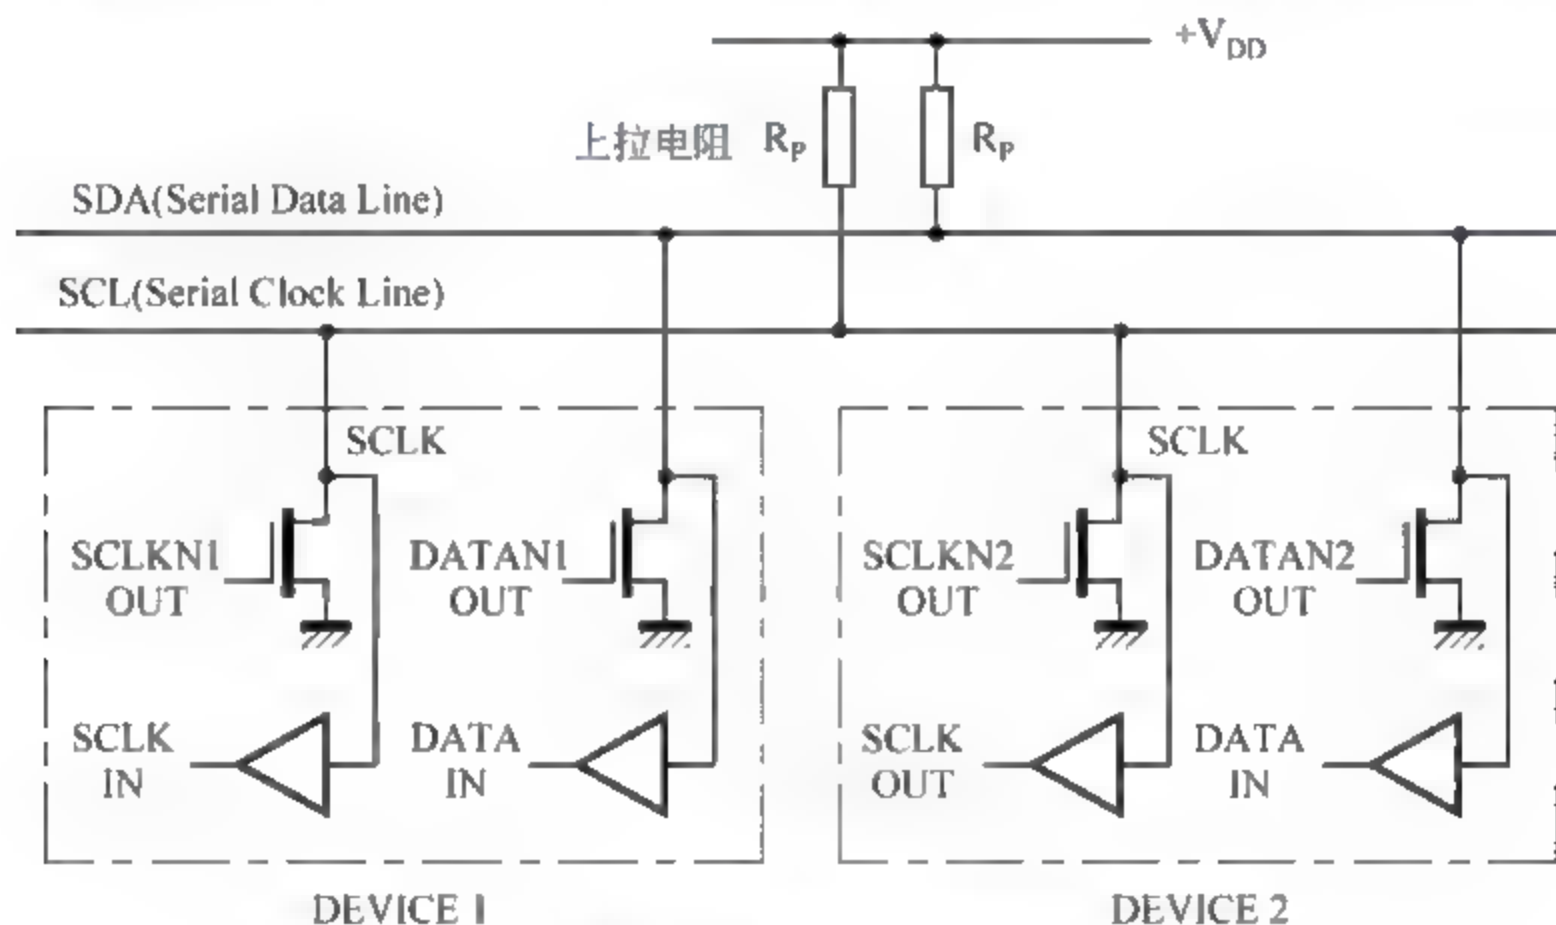 +VDD
上拉电阻 Rp Rp
SDA(Serial Data Line)
SCL(Serial Clock Line)
SCLK
SCLK
SCLKN1
OUT
DATAN1
OUT
SCLKN2
OUT
DATAN2
OUT
SCLK
IN
DATA
IN
SCLK
OUT
DATA
IN
DEVICE 1
DEVICE 2